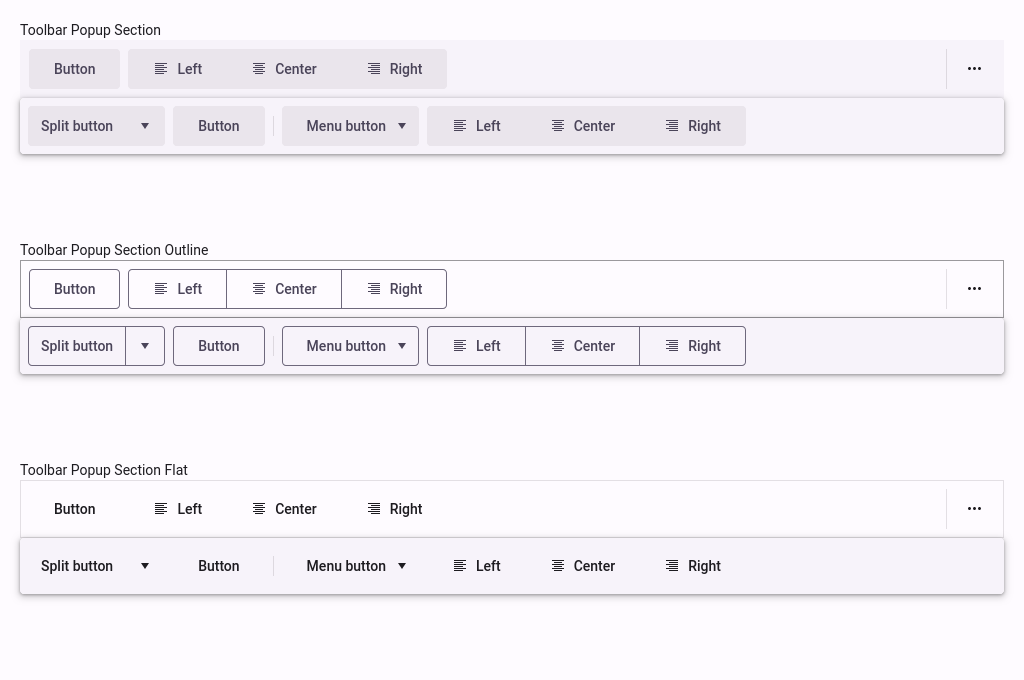 Toolbar Popup Section
Button Left Center Right
Split button Button Menu button Left Center Right
Toolbar Popup Section Outline
Button Left Center Right
Split button Button Menu button Left Center Right
Toolbar Popup Section Flat
Button Left Center Right
Split button Button Menu button Left Center Right